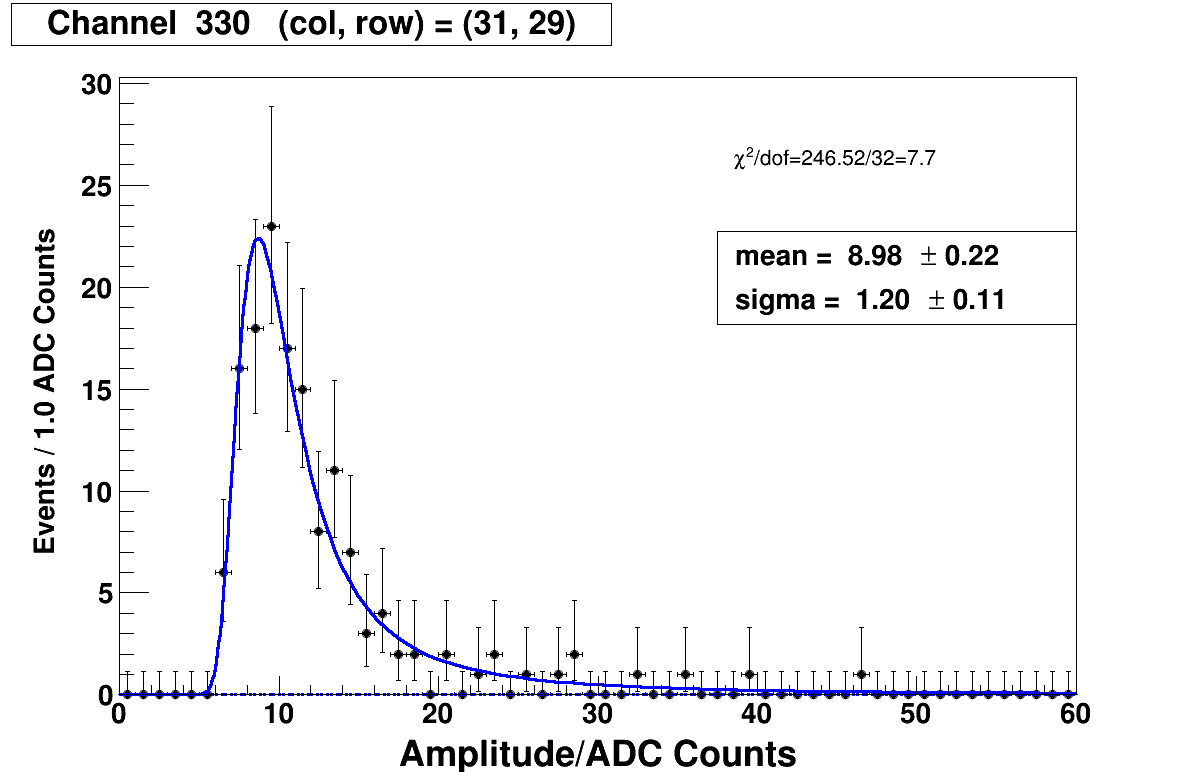 Channel 330 (col, row) = (31, 29)
30
25
20
15
10
5
0
Events / 1.0 ADC Counts
χ²/dof=246.52/32=7.7
mean = 8.98 ± 0.22
sigma = 1.20 ± 0.11
0 10 20 30 40 50 60
Amplitude/ADC Counts